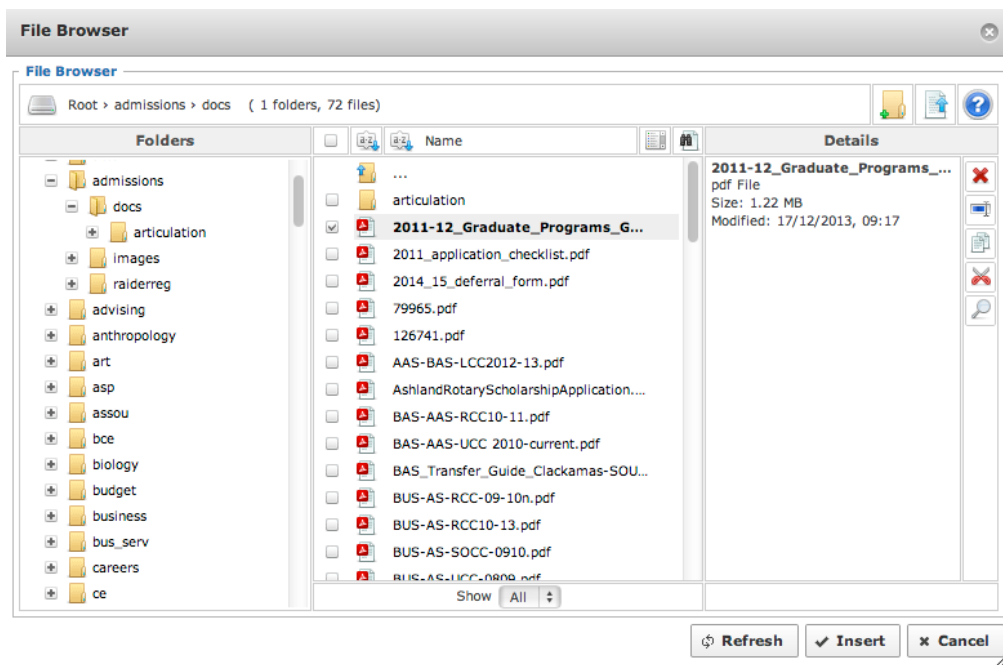 File Browser
File Browser
Root › admissions › docs ( 1 folders, 72 files)
Folders
Name
Details
admissions
docs
articulation
images
raiderreg
advising
anthropology
art
asp
assou
bce
biology
budget
business
bus_serv
careers
ce
...
articulation
2011-12_Graduate_Programs_G...
2011_application_checklist.pdf
2014_15_deferral_form.pdf
79965.pdf
126741.pdf
AAS-BAS-LCC2012-13.pdf
AshlandRotaryScholarshipApplication....
BAS-AAS-RCC10-11.pdf
BAS-AAS-UCC 2010-current.pdf
BAS_Transfer_Guide_Clackamas-SOU...
BUS-AS-RCC-09-10n.pdf
BUS-AS-RCC10-13.pdf
BUS-AS-SOCC-0910.pdf
BUS-AS-UCC-0809.pdf
2011-12_Graduate_Programs_...
pdf File
Size: 1.22 MB
Modified: 17/12/2013, 09:17
Show All
Refresh
Insert
Cancel